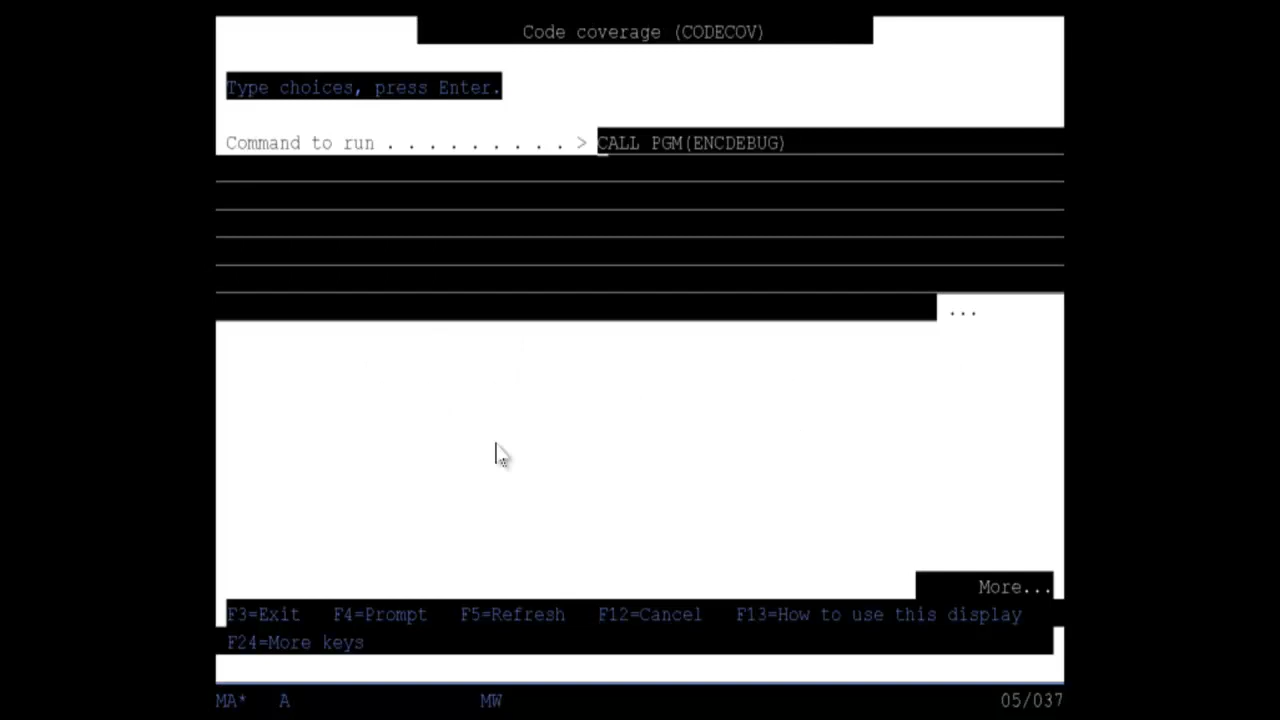 Code coverage (CODECOV)
Type choices, press Enter.
Command to run . . . . . . . . . > CALL PGM(ENCDEBUG)
...
More...
F3=Exit F4=Prompt F5=Refresh F12=Cancel F13=How to use this display
F24=More keys
MA* A MW 05/037